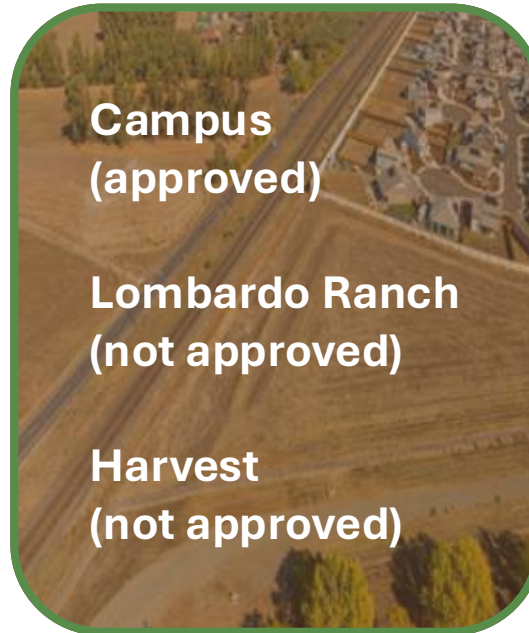 Campus
(approved)
Lombardo Ranch
(not approved)
Harvest
(not approved)